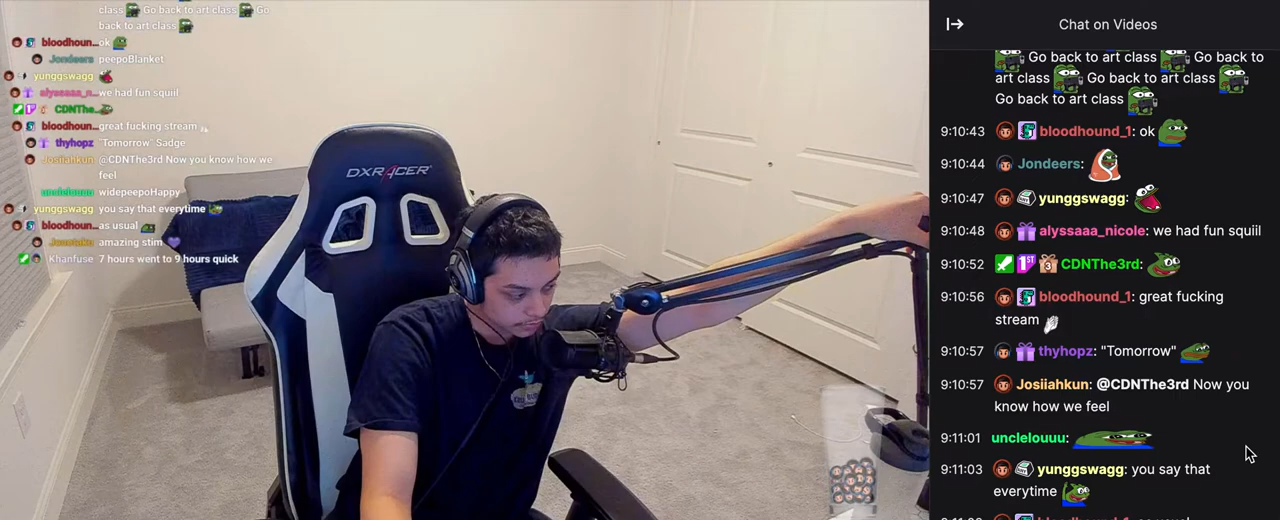 class Go back to art class Go
back to art class
bloodhoun... ok
Jondeers peepoBlanket
yunggswagg
alyssaaa_n... we had fun squiil
CDNThe...
bloodhoun... great fucking stream
thyhopz "Tomorrow" Sadge
Josiiahkun @CDNThe3rd Now you know how we
feel
unclelouuu widepeepoHappy
yunggswagg you say that everytime
bloodhoun... as usual
amazing stim
Khanfuse 7 hours went to 9 hours quick
DXRACER
Chat on Videos
Go back to art class Go back to
art class Go back to art class
Go back to art class
9:10:43 bloodhound_1: ok
9:10:44 Jondeers:
9:10:47 yunggswagg:
9:10:48 alyssaaa_nicole: we had fun squiil
9:10:52 1ST 3 CDNThe3rd:
9:10:56 bloodhound_1: great fucking
stream
9:10:57 thyhopz: "Tomorrow"
9:10:57 Josiiahkun: @CDNThe3rd Now you
know how we feel
9:11:01 unclelouuu:
9:11:03 yunggswagg: you say that
everytime